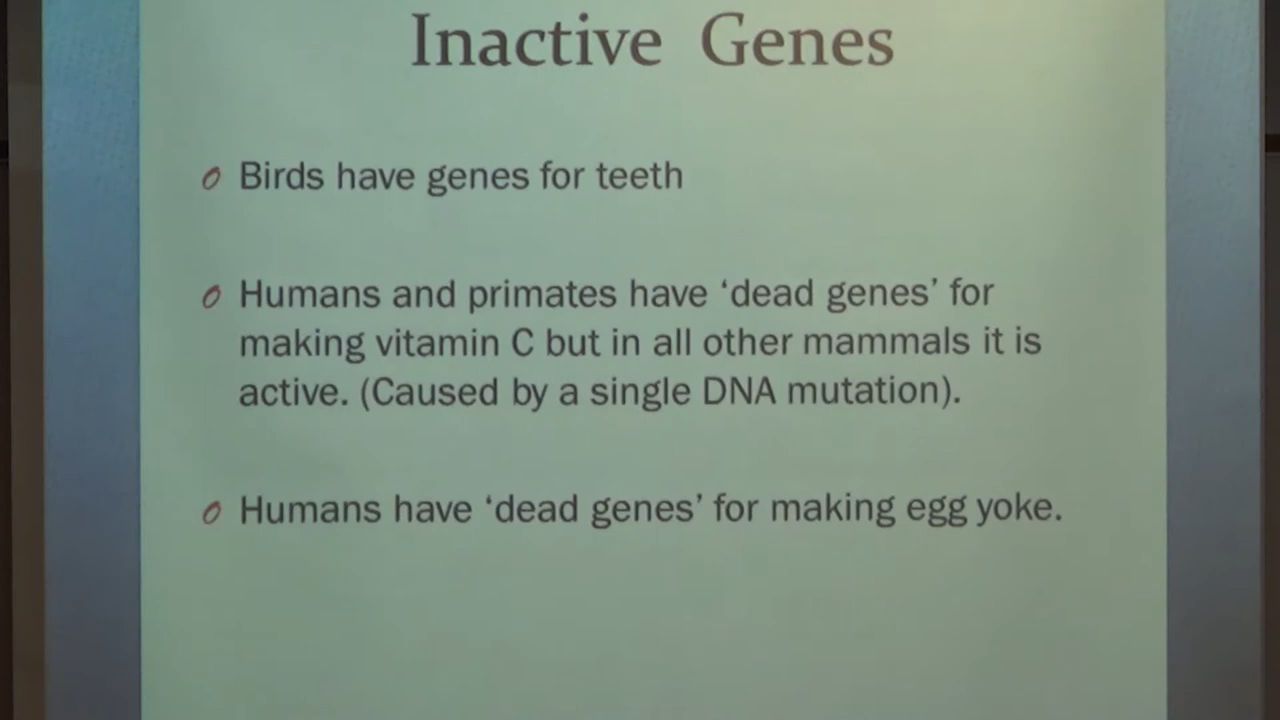 Inactive Genes
Birds have genes for teeth
Humans and primates have ‘dead genes’ for
making vitamin C but in all other mammals it is
active. (Caused by a single DNA mutation).
Humans have ‘dead genes’ for making egg yoke.